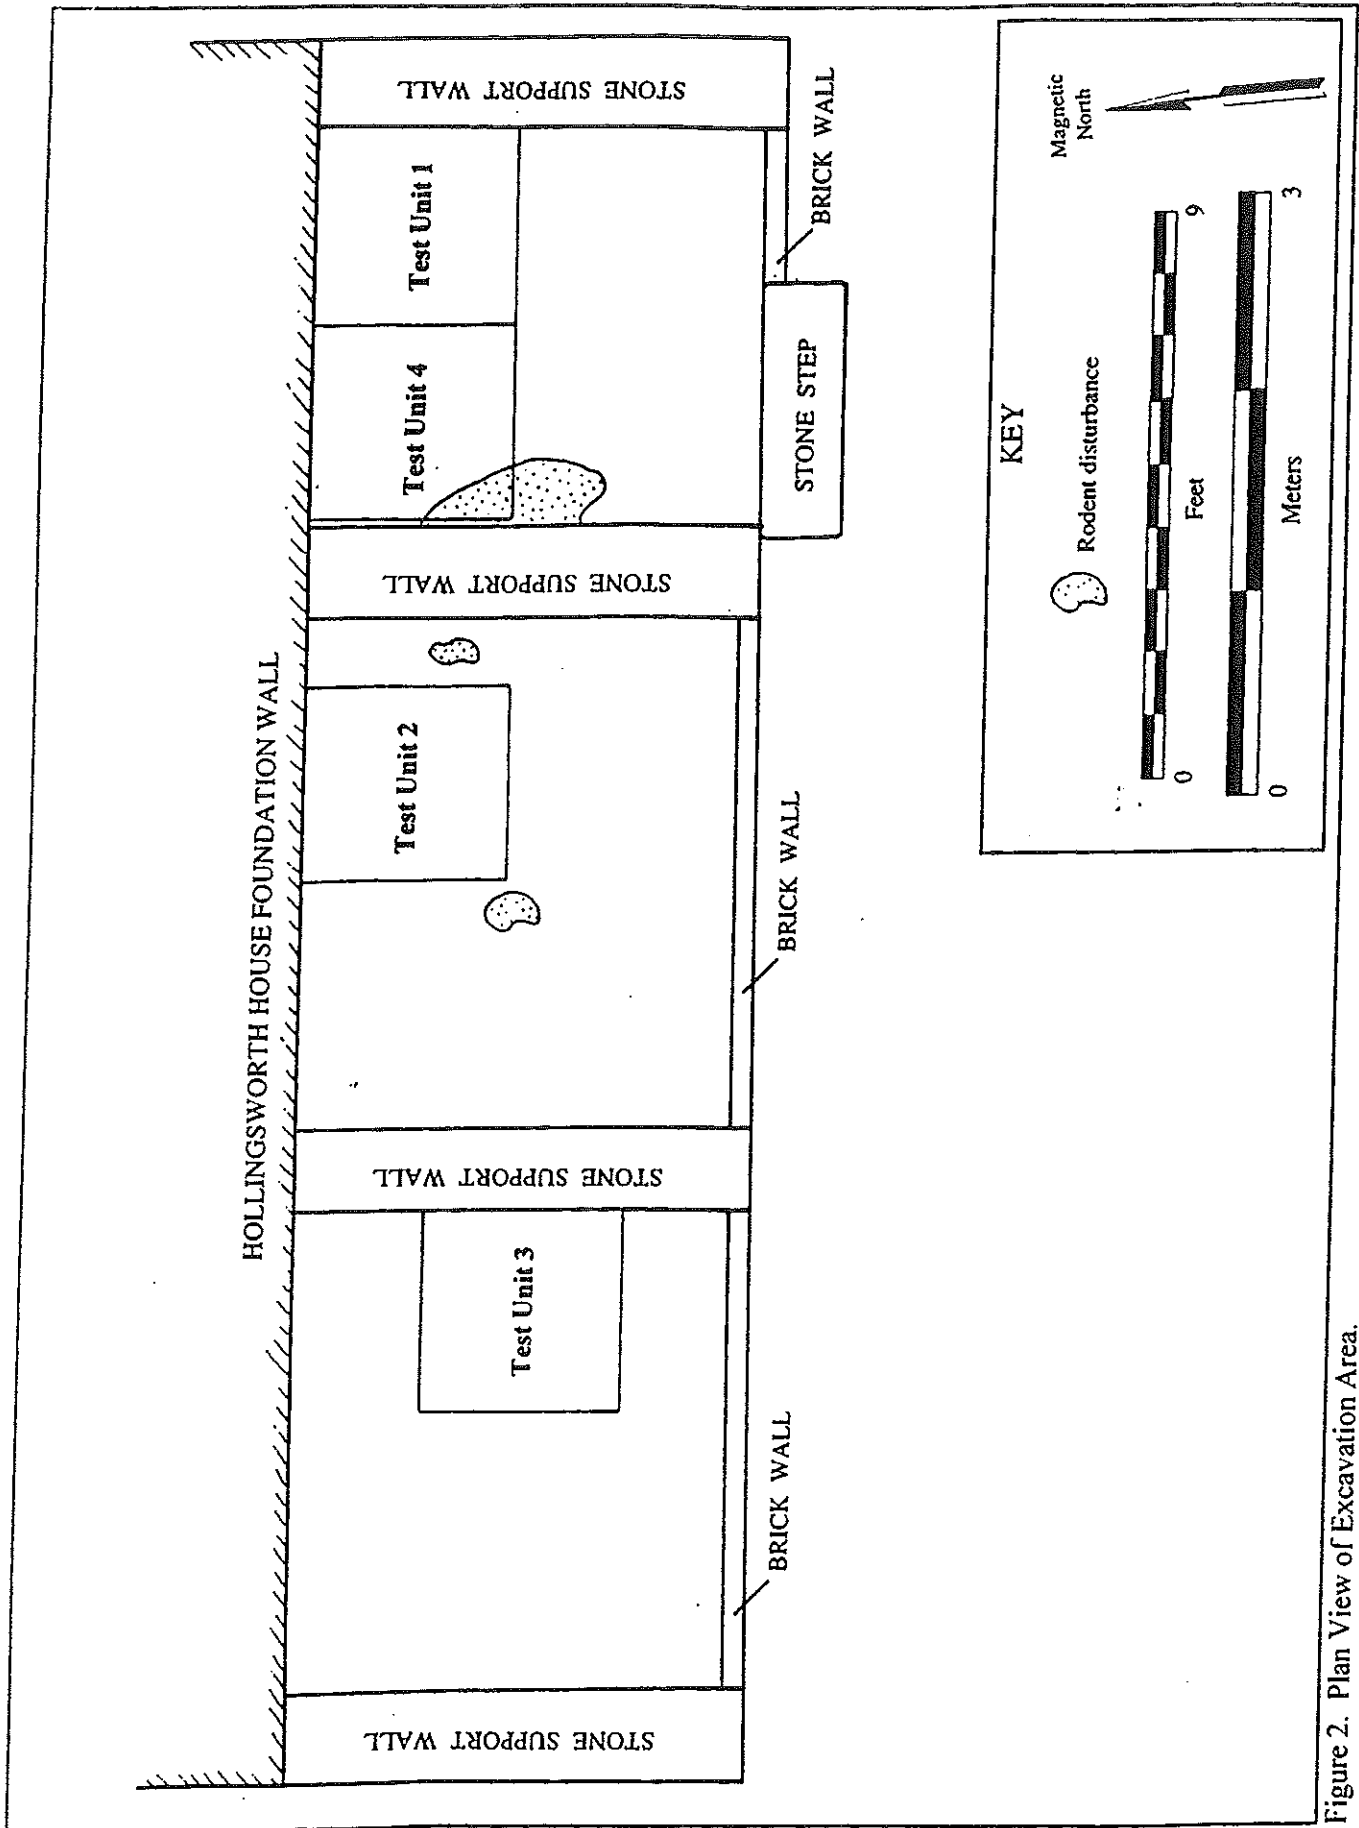 HOLLINGSWORTH HOUSE FOUNDATION WALL
STONE SUPPORT WALL
STONE SUPPORT WALL
STONE SUPPORT WALL
STONE SUPPORT WALL
Test Unit 3
Test Unit 2
Test Unit 4
Test Unit 1
BRICK WALL
BRICK WALL
STONE STEP
BRICK WALL
KEY
Rodent disturbance
Magnetic
North
0
9
Feet
0
3
Meters
Figure 2. Plan View of Excavation Area.